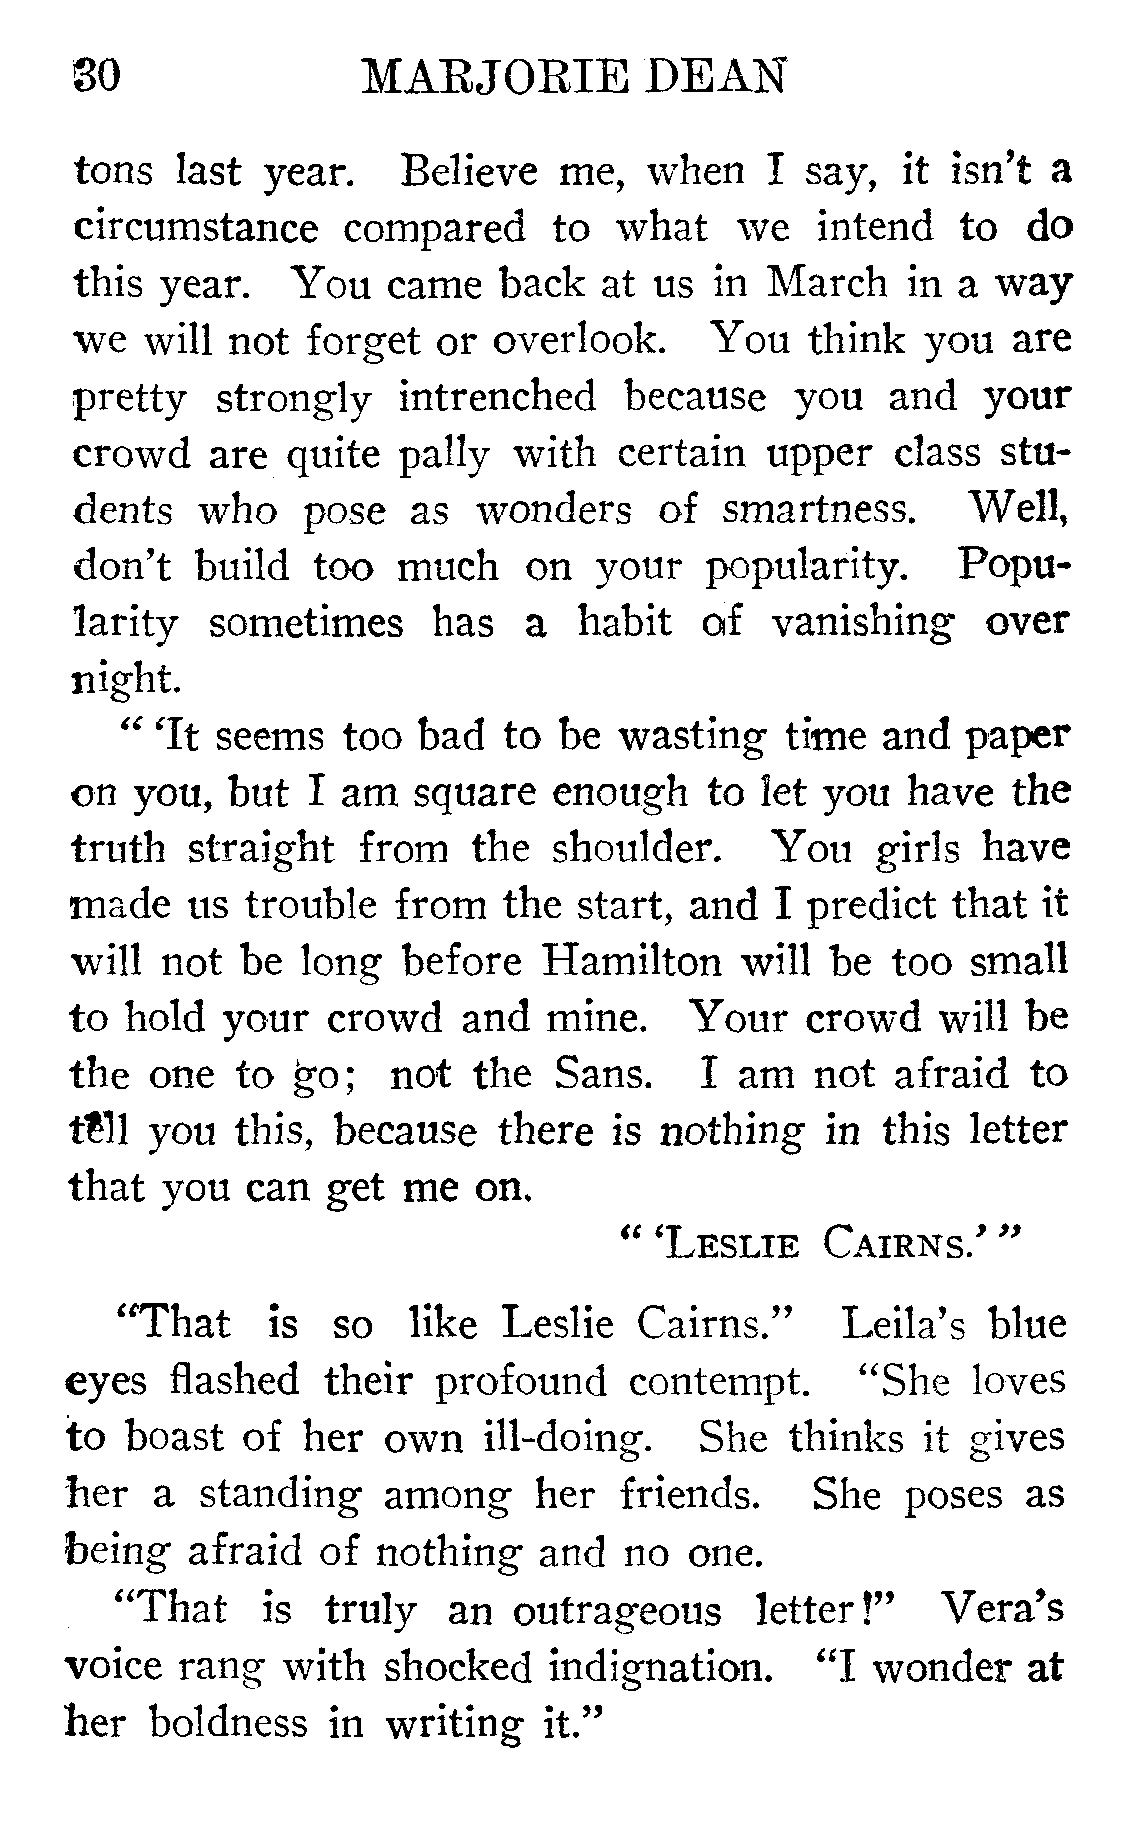 30 MARJORIE DEAN
tons last year. Believe me, when I say, it isn't a
circumstance compared to what we intend to do
this year. You came back at us in March in a way
we will not forget or overlook. You think you are
pretty strongly intrenched because you and your
crowd are quite pally with certain upper class stu-
dents who pose as wonders of smartness. Well,
don't build too much on your popularity. Popu-
larity sometimes has a habit of vanishing over
night.
“ ‘It seems too bad to be wasting time and paper
on you, but I am square enough to let you have the
truth straight from the shoulder. You girls have
made us trouble from the start, and I predict that it
will not be long before Hamilton will be too small
to hold your crowd and mine. Your crowd will be
the one to go; not the Sans. I am not afraid to
tell you this, because there is nothing in this letter
that you can get me on.
“ ‘LESLIE CAIRNS.’ ”
“That is so like Leslie Cairns.” Leila's blue
eyes flashed their profound contempt. “She loves
to boast of her own ill-doing. She thinks it gives
her a standing among her friends. She poses as
being afraid of nothing and no one.
“That is truly an outrageous letter!” Vera's
voice rang with shocked indignation. “I wonder at
her boldness in writing it.”